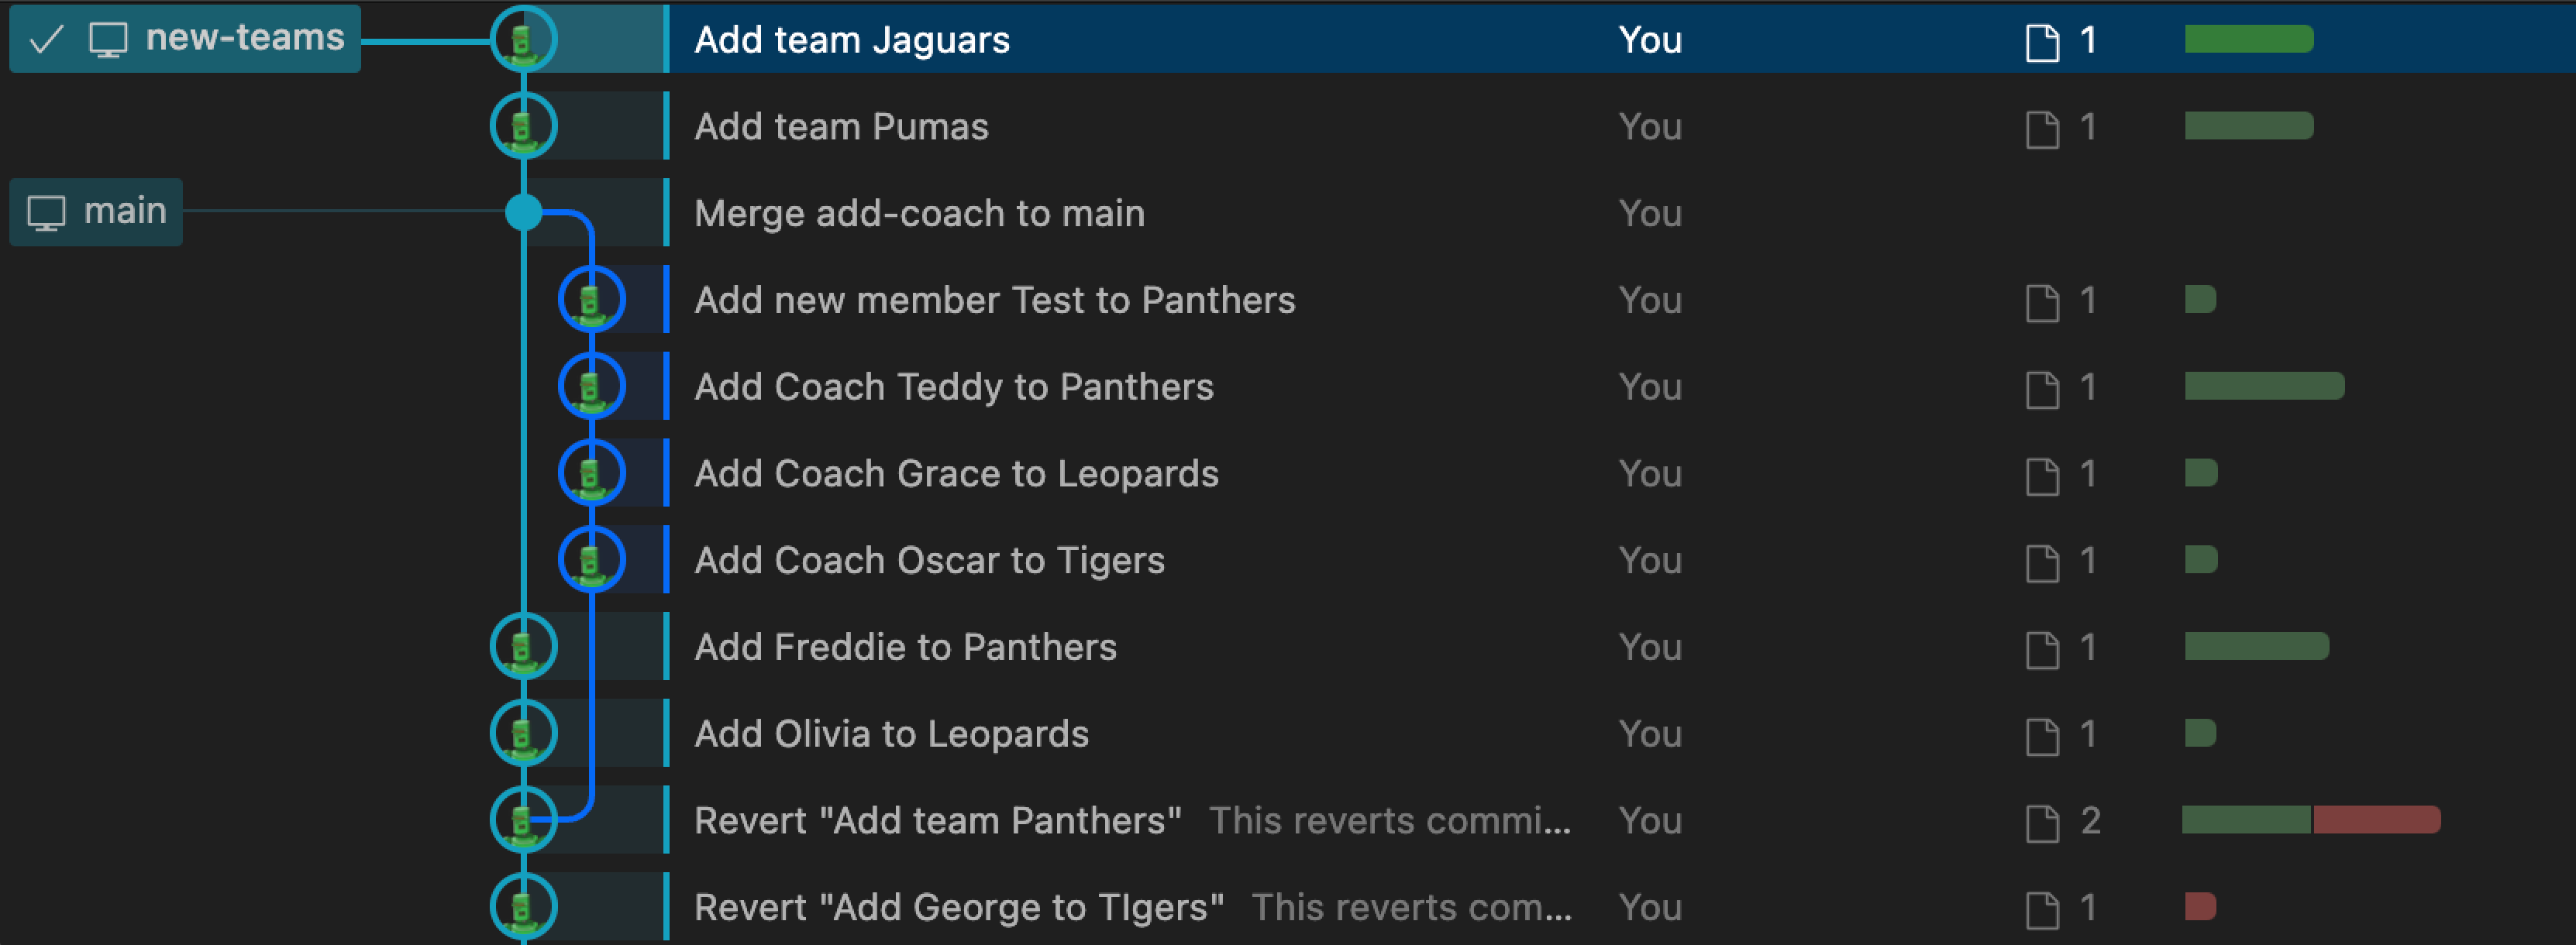 new-teams Add team Jaguars You 1
Add team Pumas You 1
main Merge add-coach to main You
Add new member Test to Panthers You 1
Add Coach Teddy to Panthers You 1
Add Coach Grace to Leopards You 1
Add Coach Oscar to Tigers You 1
Add Freddie to Panthers You 1
Add Olivia to Leopards You 1
Revert "Add team Panthers" This reverts commi... You 2
Revert "Add George to TIgers" This reverts com... You 1